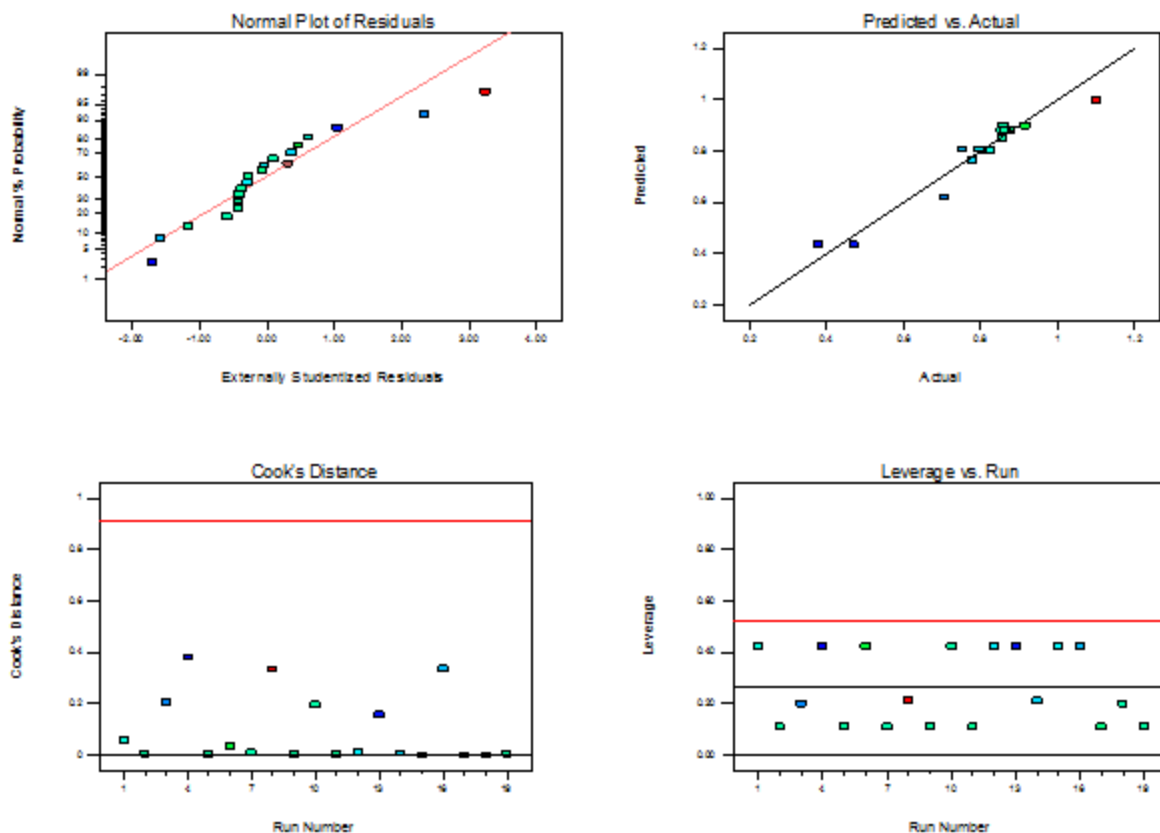 Normal Plot of Residuals
Normal % Probability
99
95
90
80
70
50
30
20
10
5
1
-2.00 -1.00 0.00 1.00 2.00 3.00 4.00
Externally Studentized Residuals
Predicted vs. Actual
Predicted
1.2
1
0.8
0.6
0.4
0.2
0.2 0.4 0.6 0.8 1 1.2
Actual
Cook's Distance
Cook's Distance
1
0.8
0.6
0.4
0.2
0
1 4 7 10 13 16 19
Run Number
Leverage vs. Run
Leverage
1.00
0.80
0.60
0.40
0.20
0.00
1 4 7 10 13 16 19
Run Number